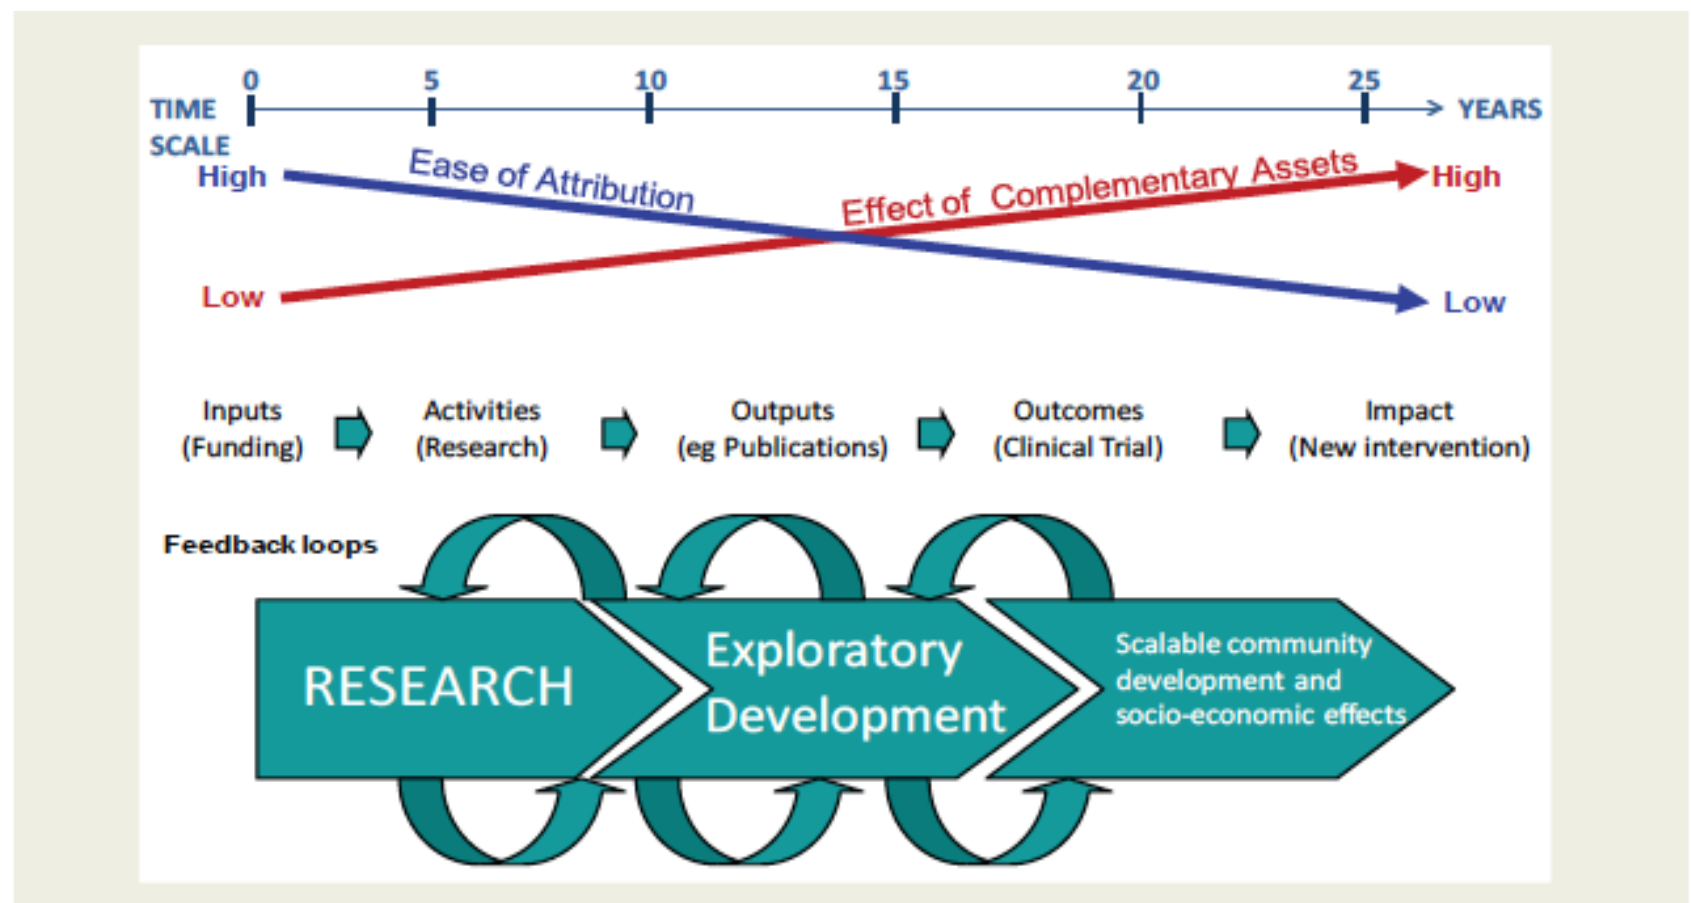 0 5 10 15 20 25
TIME
SCALE
YEARS
High
Ease of Attribution
Effect of Complementary Assets
High
Low
Low
Inputs
(Funding)
Activities
(Research)
Outputs
(eg Publications)
Outcomes
(Clinical Trial)
Impact
(New intervention)
Feedback loops
RESEARCH
Exploratory
Development
Scalable community
development and
socio-economic effects